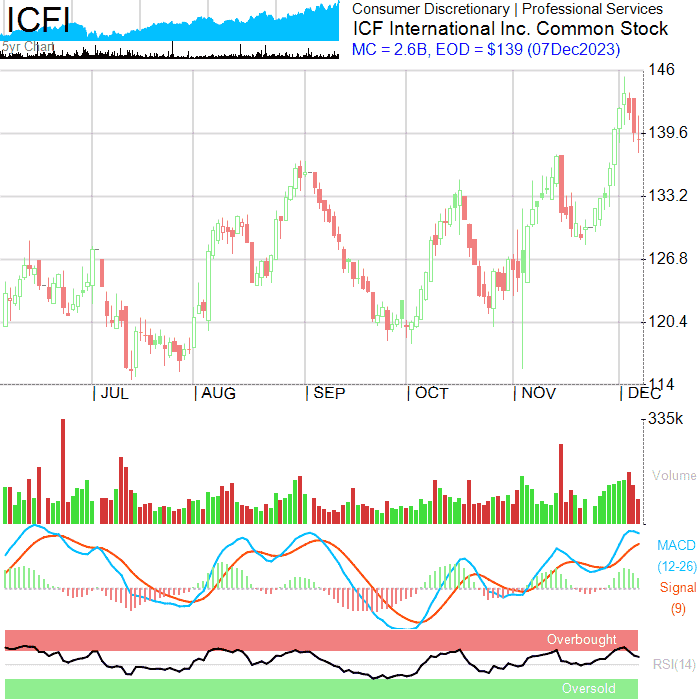 ICFI
5yr Chart
Consumer Discretionary | Professional Services
ICF International Inc. Common Stock
MC = 2.6B, EOD = $139 (07Dec2023)
146
139.6
133.2
126.8
120.4
114
| JUL | AUG | SEP | OCT | NOV | DEC
335k
Volume
MACD
(12-26)
Signal
(9)
Overbought
RSI(14)
Oversold